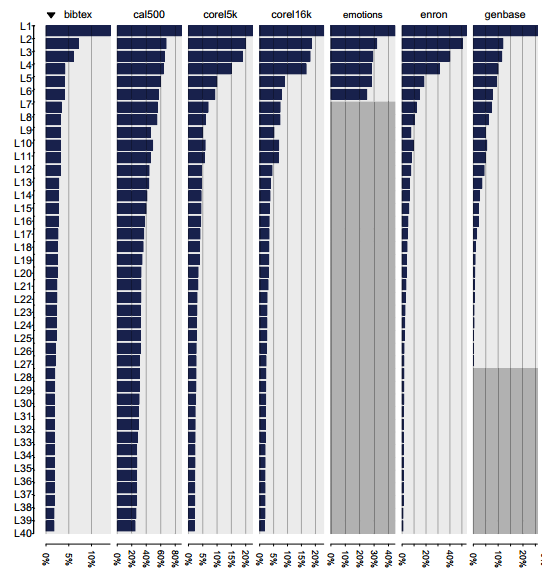 bibtex cal500 corel5k corel16k emotions enron genbase
L1
L2
L3
L4
L5
L6
L7
L8
L9
L10
L11
L12
L13
L14
L15
L16
L17
L18
L19
L20
L21
L22
L23
L24
L25
L26
L27
L28
L29
L30
L31
L32
L33
L34
L35
L36
L37
L38
L39
L40
0% 5% 10% 0% 20% 40% 60% 80% 0% 5% 10% 15% 20% 0% 5% 10% 15% 20% 0% 10% 20% 30% 40% 0% 20% 40% 0% 5% 10% 15% 20% 25%